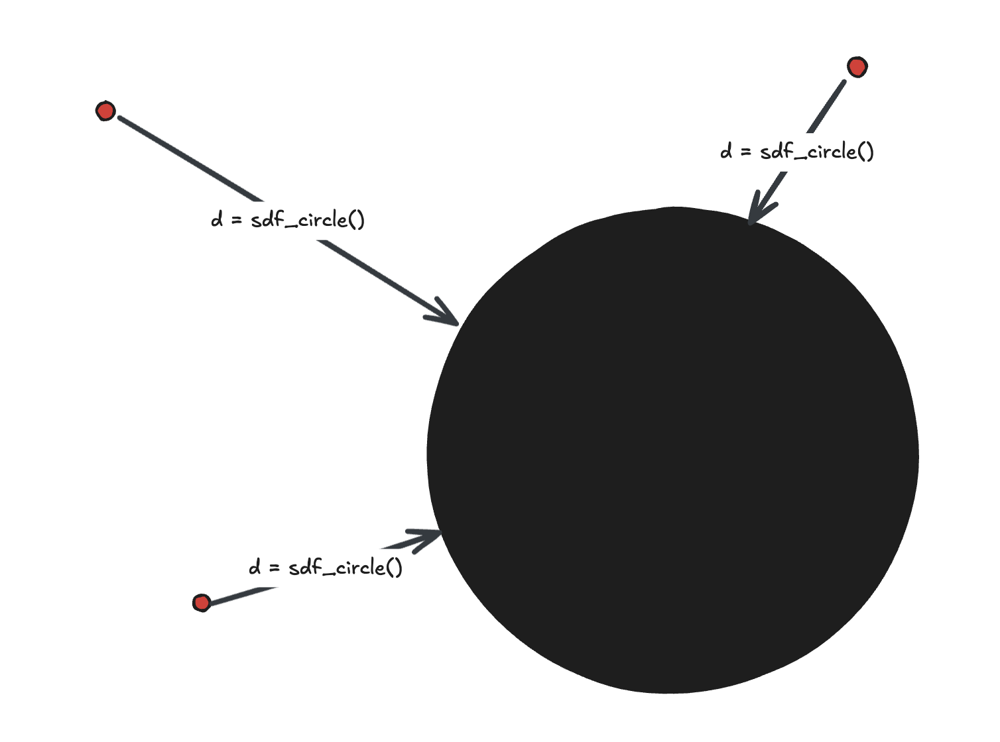 d = sdf_circle()
d = sdf_circle()
d = sdf_circle()